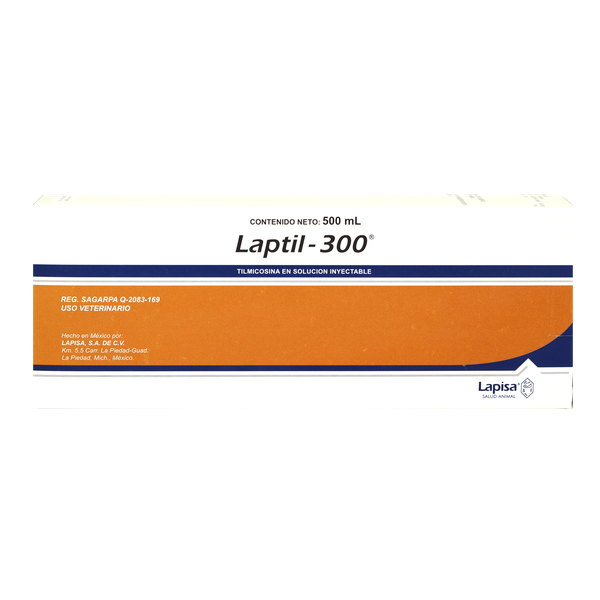 CONTENIDO NETO: 500 mL
Laptil - 300®
TILMICOSINA EN SOLUCION INYECTABLE
REG. SAGARPA Q-2083-169
USO VETERINARIO
Hecho en México por:
LAPISA, S.A. DE C.V.
Km. 5.5 Carr. La Piedad-Guad.
La Piedad, Mich., México.
Lapisa®
SALUD ANIMAL